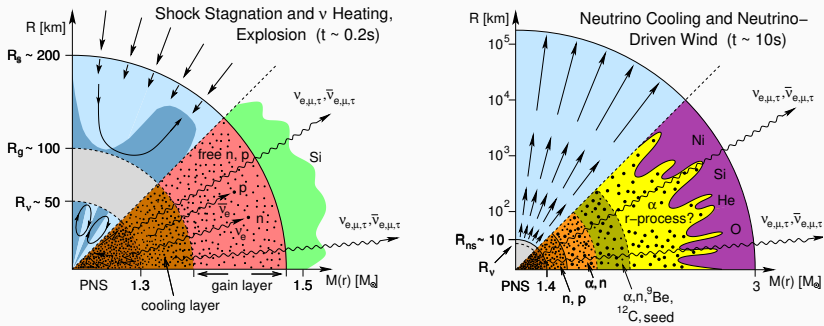 R [km]
Shock Stagnation and ν Heating,
Explosion (t ~ 0.2s)
Rs ~ 200
Rg ~ 100
Rν ~ 50
νe,μ,τ , ν̄e,μ,τ
free n, p
Si
p
ν̄e
n
νe
νe,μ,τ , ν̄e,μ,τ
PNS
1.3
gain layer
1.5
M(r) [M⊙]
cooling layer
R [km]
Neutrino Cooling and Neutrino–
Driven Wind (t ~ 10s)
10⁵
10⁴
10³
10²
Rns ~ 10
Rν
νe,μ,τ , ν̄e,μ,τ
Ni
Si
α
r–process?
He
O
νe,μ,τ , ν̄e,μ,τ
PNS
1.4
α, n
3
M(r) [M⊙]
n, p
α,n,⁹Be,
¹²C, seed